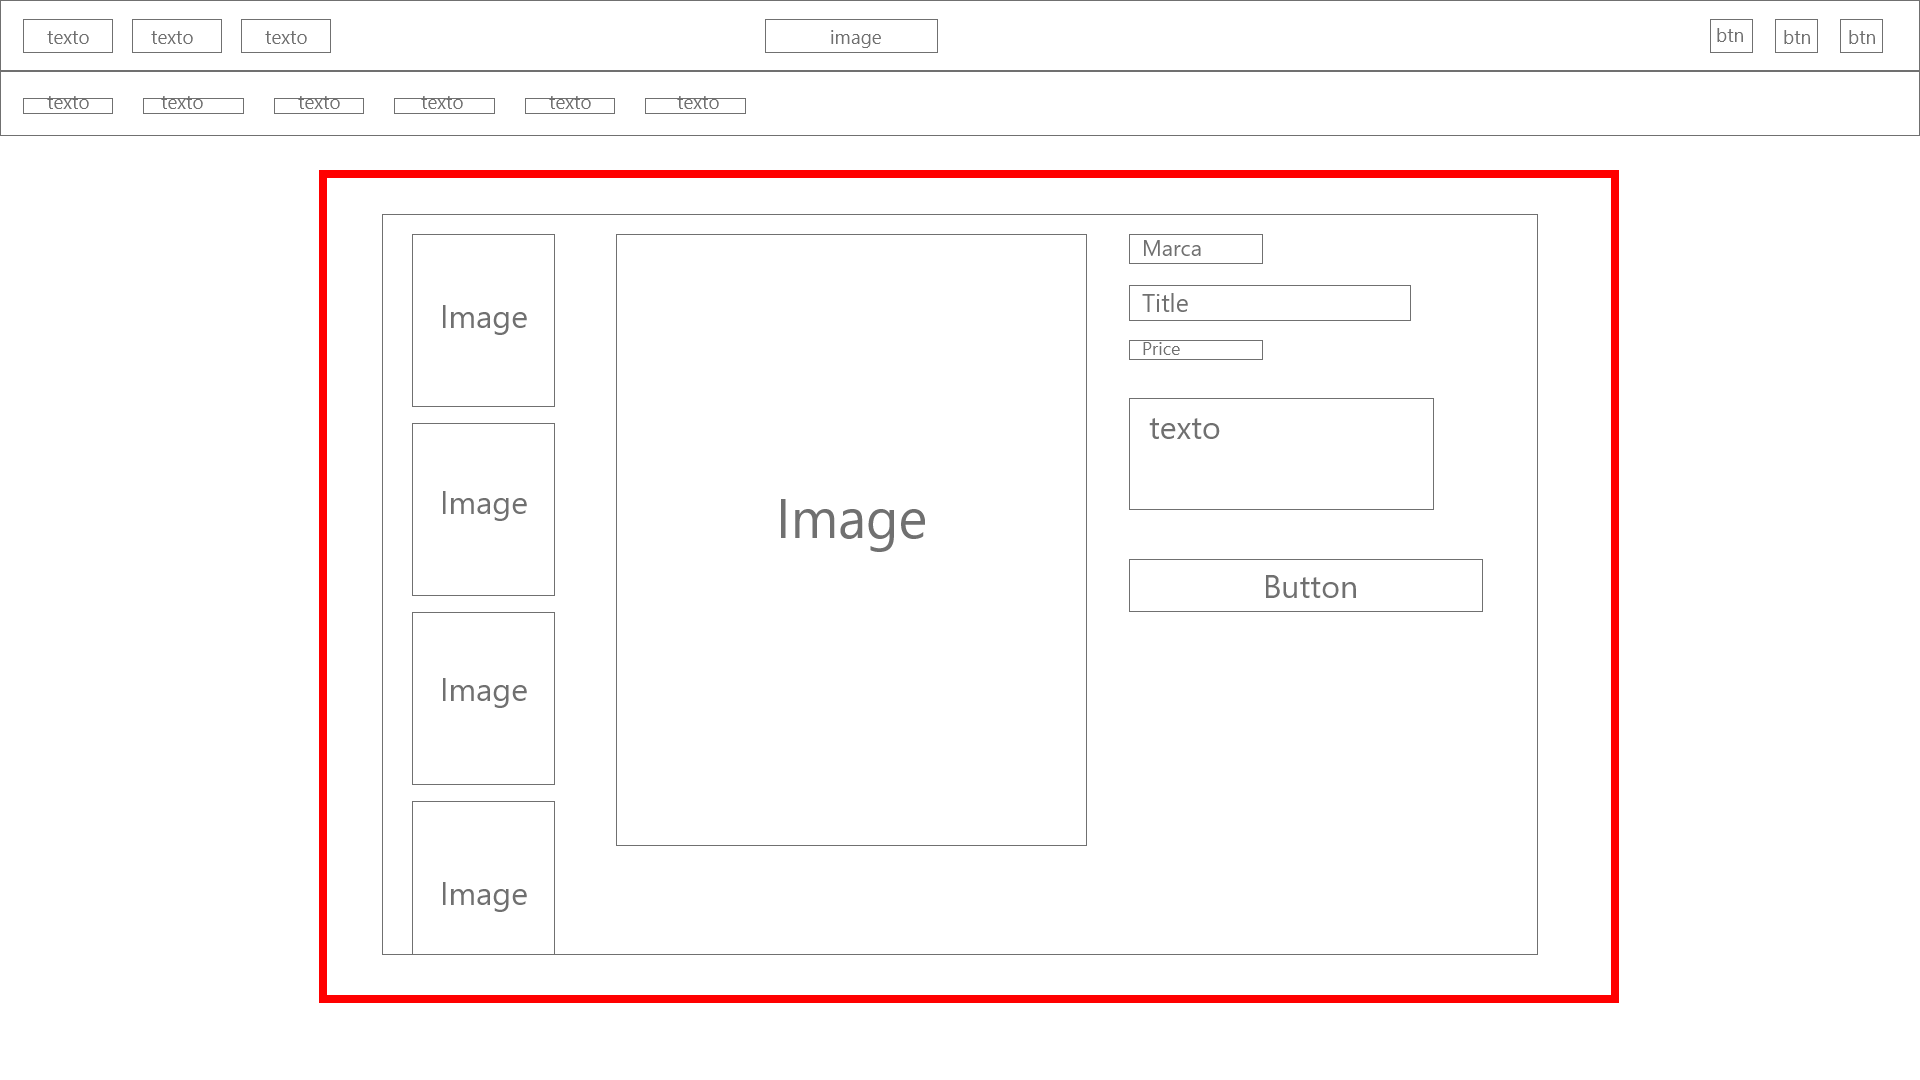 texto texto texto image btn btn btn
texto texto texto texto texto texto
Image
Image
Image
Image
Image
Marca
Title
Price
texto
Button